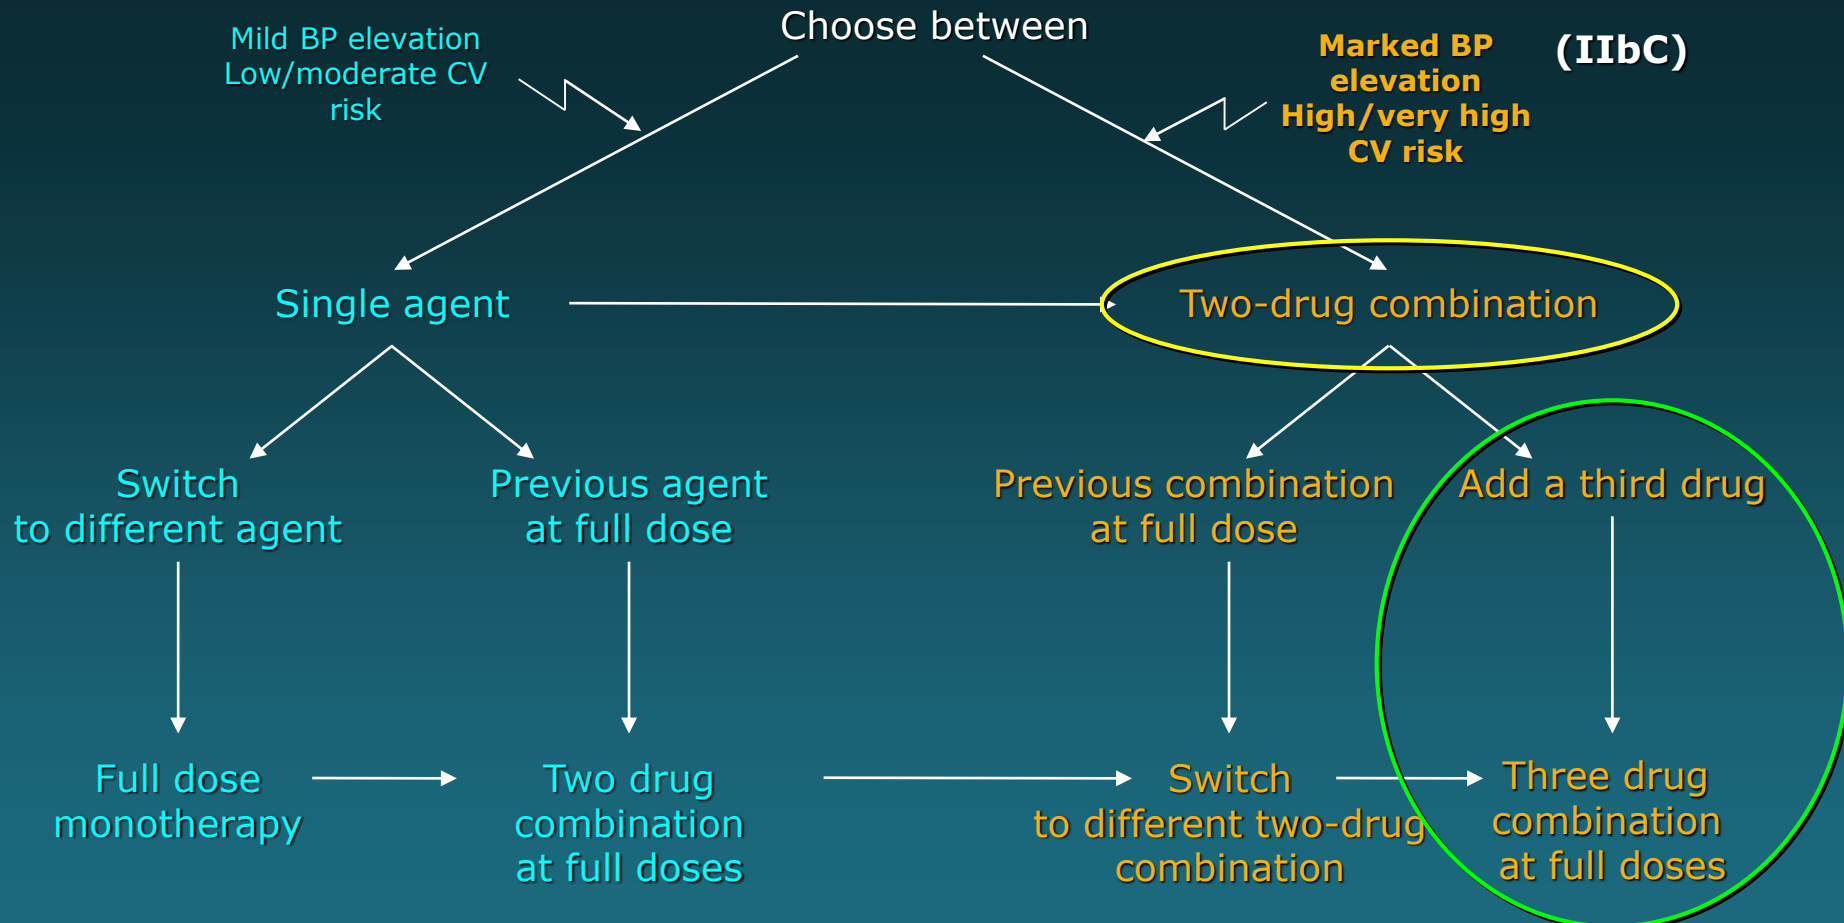 Choose between
Mild BP elevation
Low/moderate CV
risk
Marked BP
elevation
High/very high
CV risk
(IIbC)
Single agent
Two-drug combination
Switch
to different agent
Previous agent
at full dose
Previous combination
at full dose
Add a third drug
Full dose
monotherapy
Two drug
combination
at full doses
Switch
to different two-drug
combination
Three drug
combination
at full doses